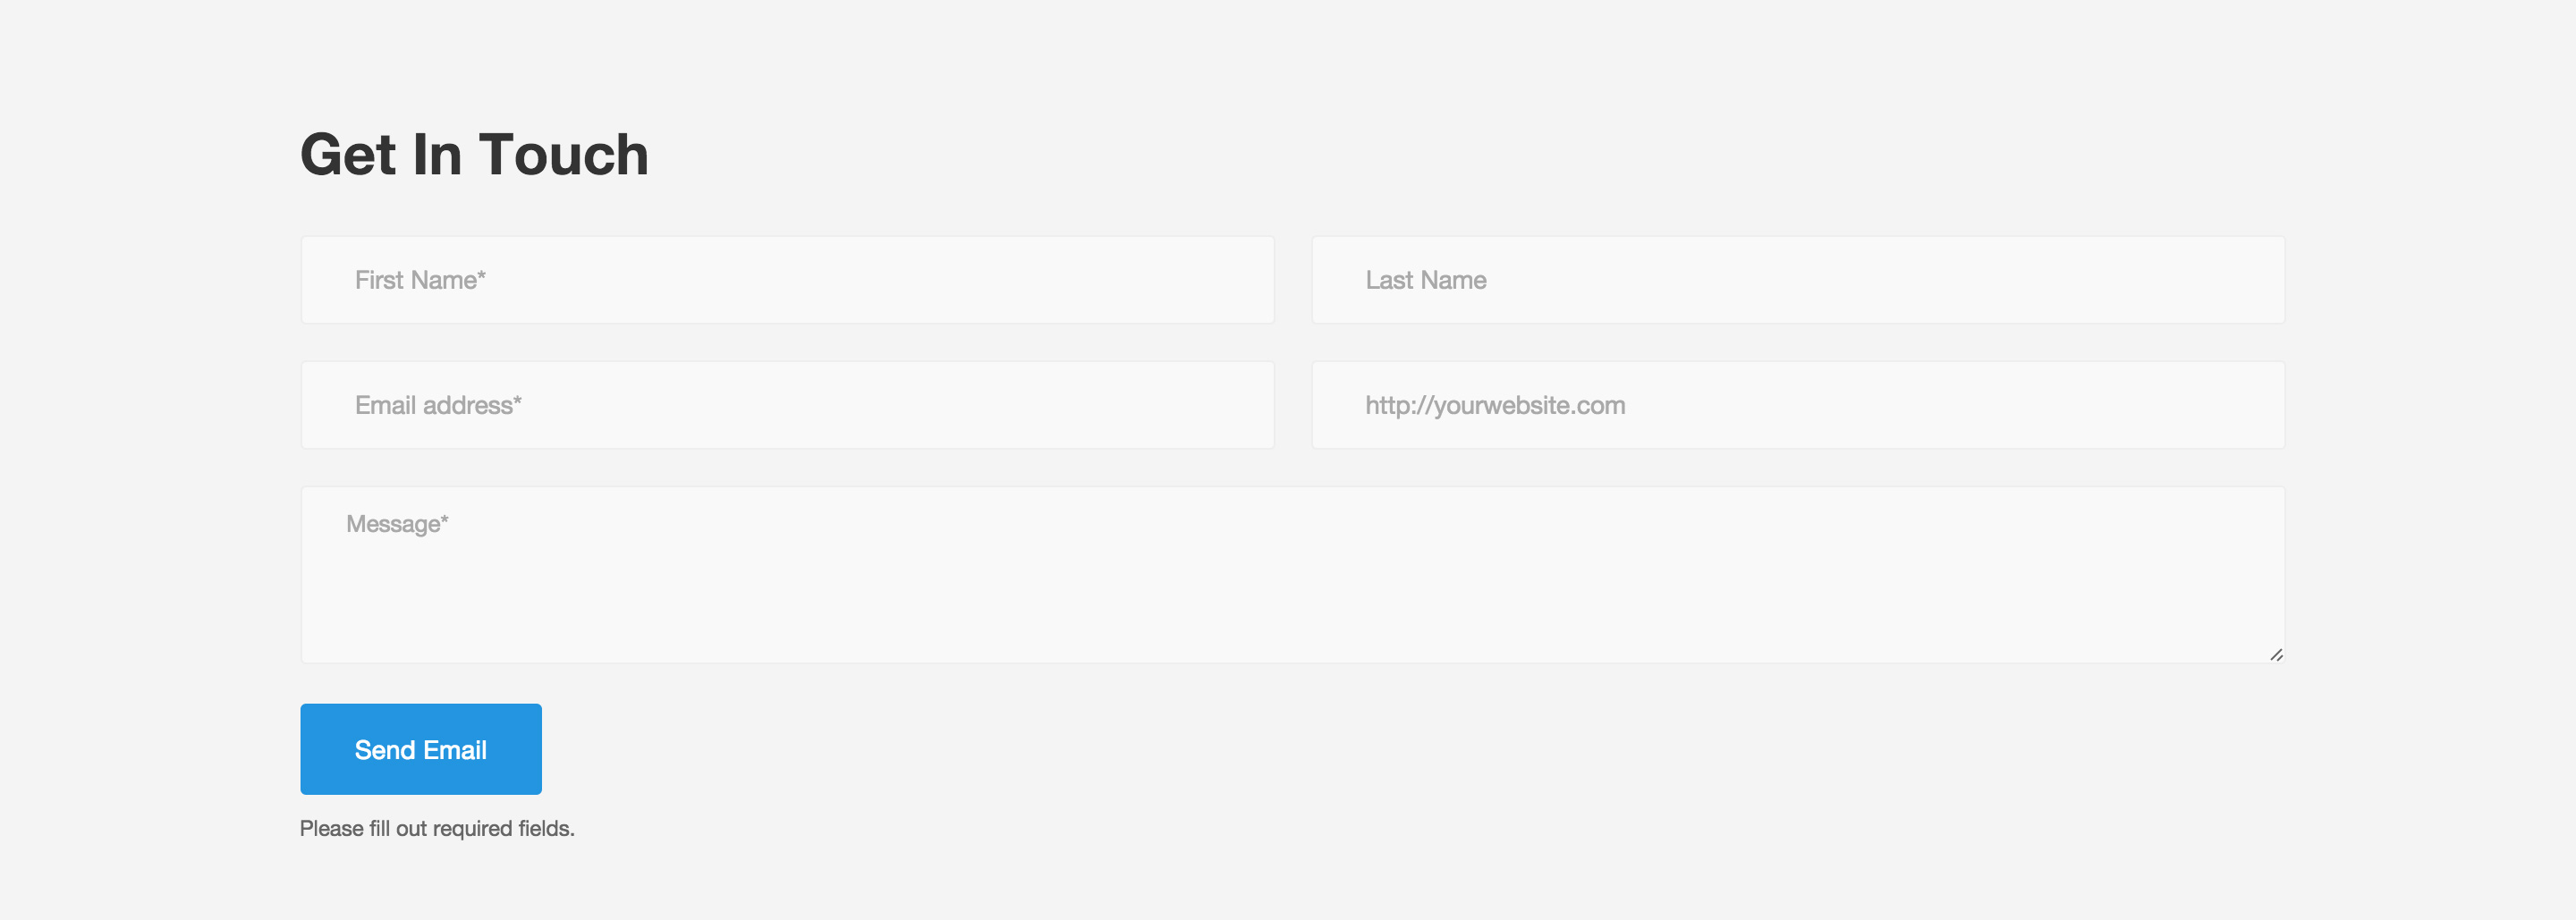 Get In Touch
First Name*
Last Name
Email address*
http://yourwebsite.com
Message*
Send Email
Please fill out required fields.